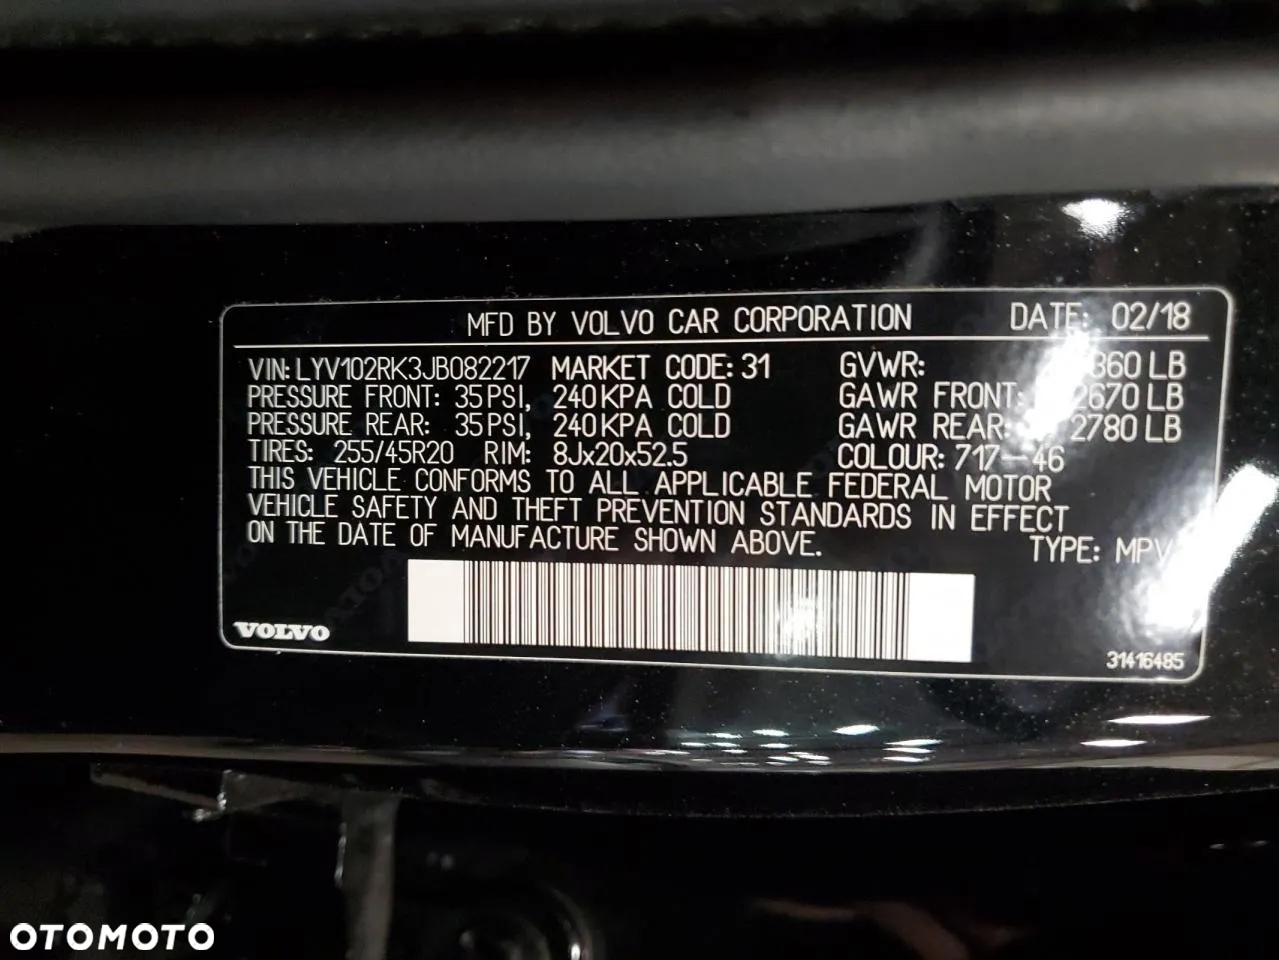 MFD BY VOLVO CAR CORPORATION DATE: 02/18
VIN: LYV102RK3JB082217 MARKET CODE: 31 GVWR: 360 LB
PRESSURE FRONT: 35 PSI, 240 KPA COLD GAWR FRONT: 2670 LB
PRESSURE REAR: 35 PSI, 240 KPA COLD GAWR REAR: 2780 LB
TIRES: 255/45R20 RIM: 8Jx20x52.5 COLOUR: 717-46
THIS VEHICLE CONFORMS TO ALL APPLICABLE FEDERAL MOTOR
VEHICLE SAFETY AND THEFT PREVENTION STANDARDS IN EFFECT
ON THE DATE OF MANUFACTURE SHOWN ABOVE. TYPE: MPV
VOLVO
31416485
OTOMOTO